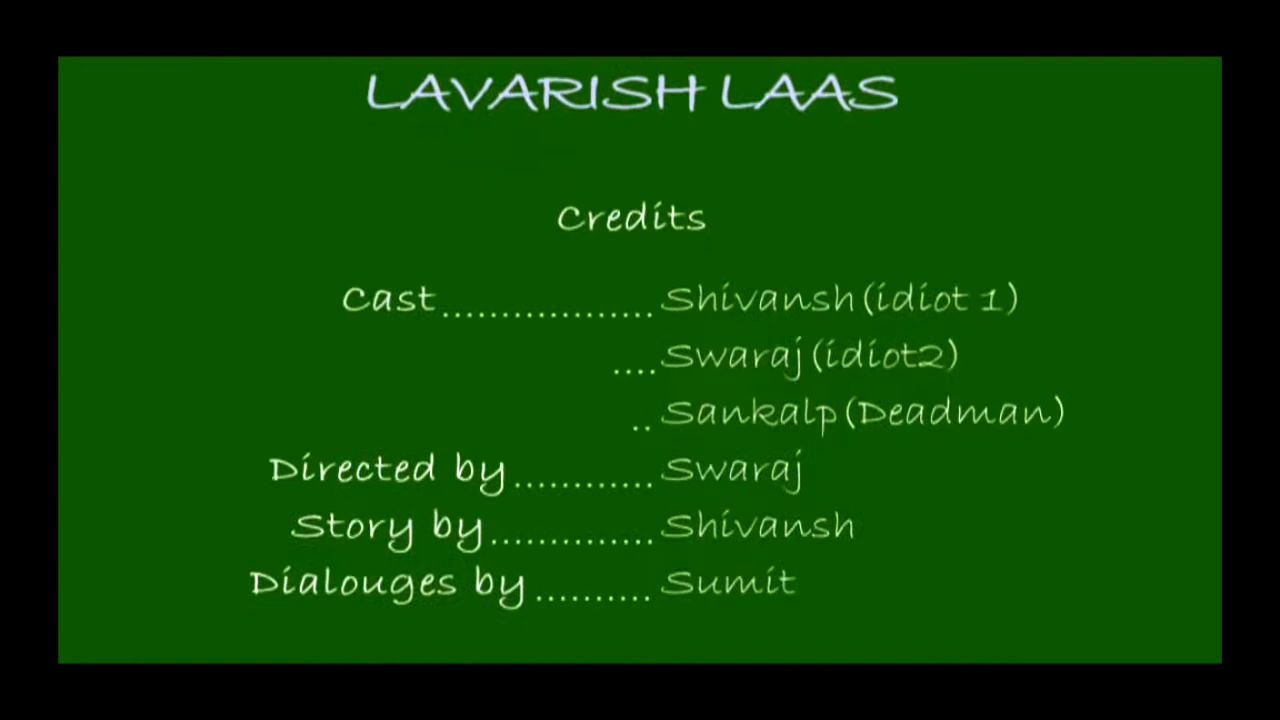 LAVARISH LAAS
Credits
Cast..................Shivansh(idiot 1)
....Swaraj(idiot2)
..Sankalp(Deadman)
Directed by............Swaraj
Story by..............Shivansh
Dialouges by..........Sumit